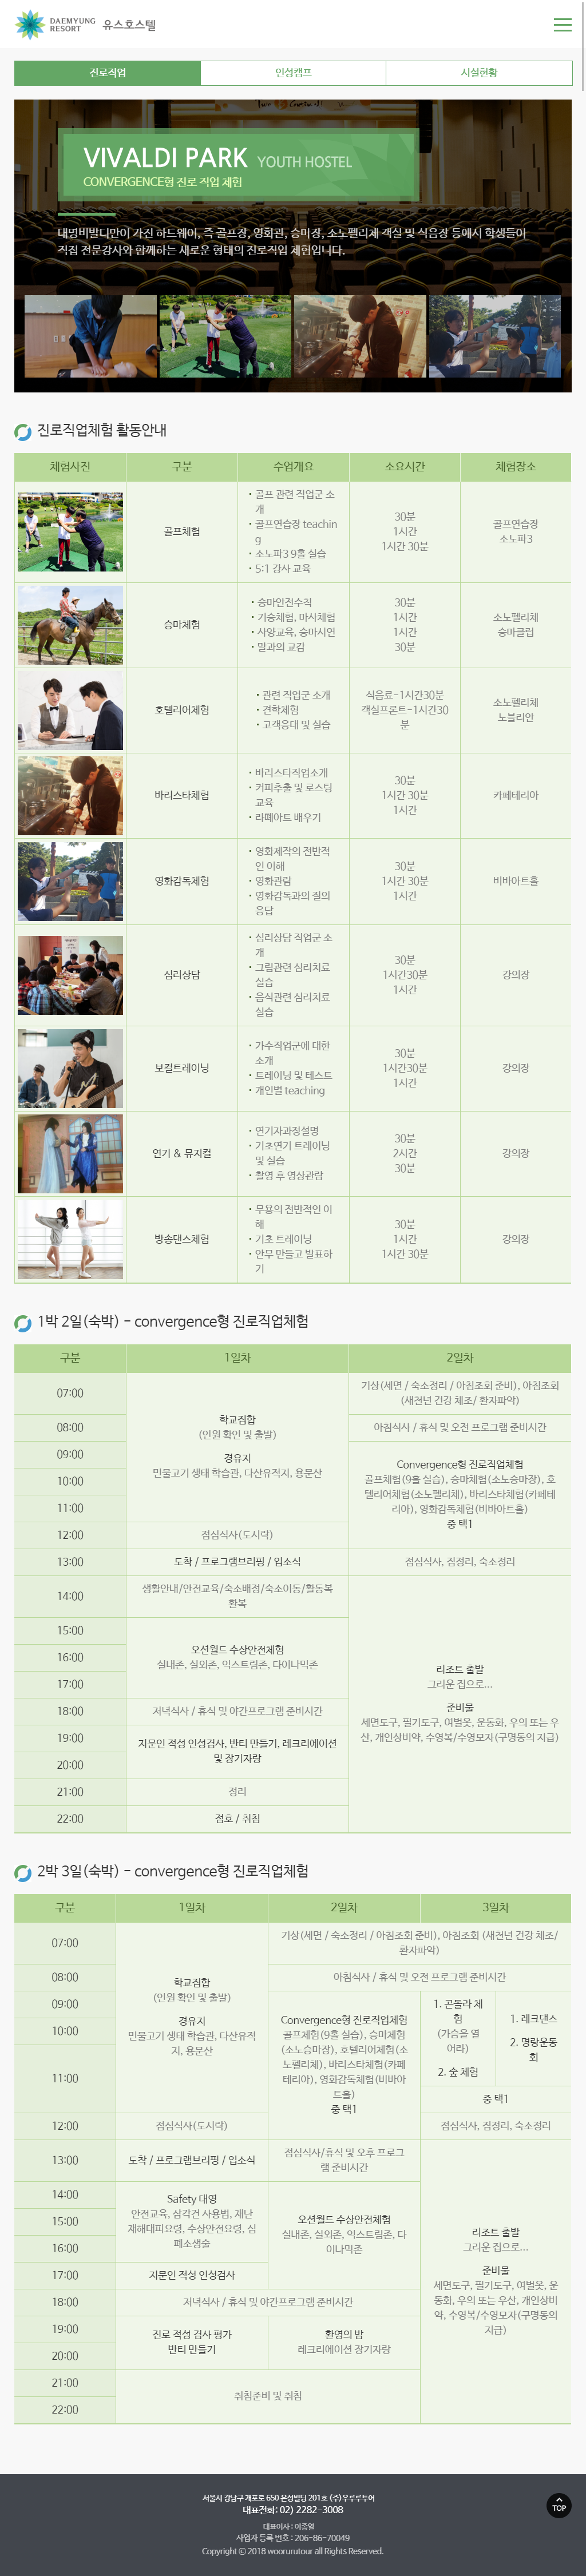 DAEMYUNG
RESORT
유스호스텔
진로직업
인성캠프
시설현황
VIVALDI PARK YOUTH HOSTEL
CONVERGENCE형 진로 직업 체험
대명비발디만이 가진 하드웨어, 즉 골프장, 영화관, 승마장, 소노펠리체 객실 및 식음장 등에서 학생들이
직접 전문강사와 함께하는 새로운 형태의 진로직업 체험입니다.
진로직업체험 활동안내
체험사진
구분
수업개요
소요시간
체험장소
골프체험
· 골프 관련 직업군 소
개
· 골프연습장 teachin
g
· 소노파3 9홀 실습
· 5:1 강사 교육
30분
1시간
1시간 30분
골프연습장
소노파3
승마체험
· 승마안전수칙
· 기승체험, 마사체험
· 사양교육, 승마시연
· 말과의 교감
30분
1시간
1시간
30분
소노펠리체
승마클럽
호텔리어체험
· 관련 직업군 소개
· 견학체험
· 고객응대 및 실습
식음료-1시간30분
객실프론트-1시간30
분
소노펠리체
노블리안
바리스타체험
· 바리스타직업소개
· 커피추출 및 로스팅
교육
· 라떼아트 배우기
30분
1시간 30분
1시간
카페테리아
영화감독체험
· 영화제작의 전반적
인 이해
· 영화관람
· 영화감독과의 질의
응답
30분
1시간 30분
1시간
비바아트홀
심리상담
· 심리상담 직업군 소
개
· 그림관련 심리치료
실습
· 음식관련 심리치료
실습
30분
1시간30분
1시간
강의장
보컬트레이닝
· 가수직업군에 대한
소개
· 트레이닝 및 테스트
· 개인별 teaching
30분
1시간30분
1시간
강의장
연기 & 뮤지컬
· 연기자과정설명
· 기초연기 트레이닝
및 실습
· 촬영 후 영상관람
30분
2시간
30분
강의장
방송댄스체험
· 무용의 전반적인 이
해
· 기초 트레이닝
· 안무 만들고 발표하
기
30분
1시간
1시간 30분
강의장
1박 2일(숙박) - convergence형 진로직업체험
구분
1일차
2일차
07:00
학교집합
(인원 확인 및 출발)
경유지
민물고기 생태 학습관, 다산유적지, 용문산
기상(세면 / 숙소정리 / 아침조회 준비), 아침조회
(새천년 건강 체조/ 환자파악)
08:00
아침식사 / 휴식 및 오전 프로그램 준비시간
09:00
Convergence형 진로직업체험
골프체험(9홀 실습), 승마체험(소노승마장), 호
텔리어체험(소노펠리체), 바리스타체험(카페테
리아), 영화감독체험(비바아트홀)
중 택1
10:00
11:00
12:00
점심식사(도시락)
13:00
도착 / 프로그램브리핑 / 입소식
점심식사, 짐정리, 숙소정리
14:00
생활안내/안전교육/숙소배정/숙소이동/활동복
환복
리조트 출발
그리운 집으로...
준비물
세면도구, 필기도구, 여벌옷, 운동화, 우의 또는 우
산, 개인상비약, 수영복/수영모자(구명동의 지급)
15:00
오션월드 수상안전체험
실내존, 실외존, 익스트림존, 다이나믹존
16:00
17:00
18:00
저녁식사 / 휴식 및 야간프로그램 준비시간
19:00
지문인 적성 인성검사, 반티 만들기, 레크리에이션
및 장기자랑
20:00
21:00
정리
22:00
점호 / 취침
2박 3일(숙박) - convergence형 진로직업체험
구분
1일차
2일차
3일차
07:00
학교집합
(인원 확인 및 출발)
경유지
민물고기 생태 학습관, 다산유적
지, 용문산
기상(세면 / 숙소정리 / 아침조회 준비), 아침조회 (새천년 건강 체조/
환자파악)
08:00
아침식사 / 휴식 및 오전 프로그램 준비시간
09:00
Convergence형 진로직업체험
골프체험(9홀 실습), 승마체험
(소노승마장), 호텔리어체험(소
노펠리체), 바리스타체험(카페
테리아), 영화감독체험(비바아
트홀)
중 택1
1. 곤돌라 체
험
(가슴을 열
어라)
2. 숲 체험
1. 레크댄스
2. 명랑운동
회
10:00
11:00
중 택1
12:00
점심식사(도시락)
점심식사, 짐정리, 숙소정리
13:00
도착 / 프로그램브리핑 / 입소식
점심식사/휴식 및 오후 프로그
램 준비시간
리조트 출발
그리운 집으로...
준비물
세면도구, 필기도구, 여벌옷, 운
동화, 우의 또는 우산, 개인상비
약, 수영복/수영모자(구명동의
지급)
14:00
Safety 대명
안전교육, 삼각건 사용법, 재난
재해대피요령, 수상안전요령, 심
폐소생술
오션월드 수상안전체험
실내존, 실외존, 익스트림존, 다
이나믹존
15:00
16:00
17:00
지문인 적성 인성검사
18:00
저녁식사 / 휴식 및 야간프로그램 준비시간
19:00
진로 적성 검사 평가
반티 만들기
환영의 밤
레크리에이션 장기자랑
20:00
21:00
취침준비 및 취침
22:00
서울시 강남구 개포로 650 은성빌딩 201호 (주)우루루투어
대표전화: 02) 2282-3008
대표이사 : 이종열
사업자 등록 번호 : 206-86-70049
Copyright © 2018 woorurutour all Rights Reserved.
TOP